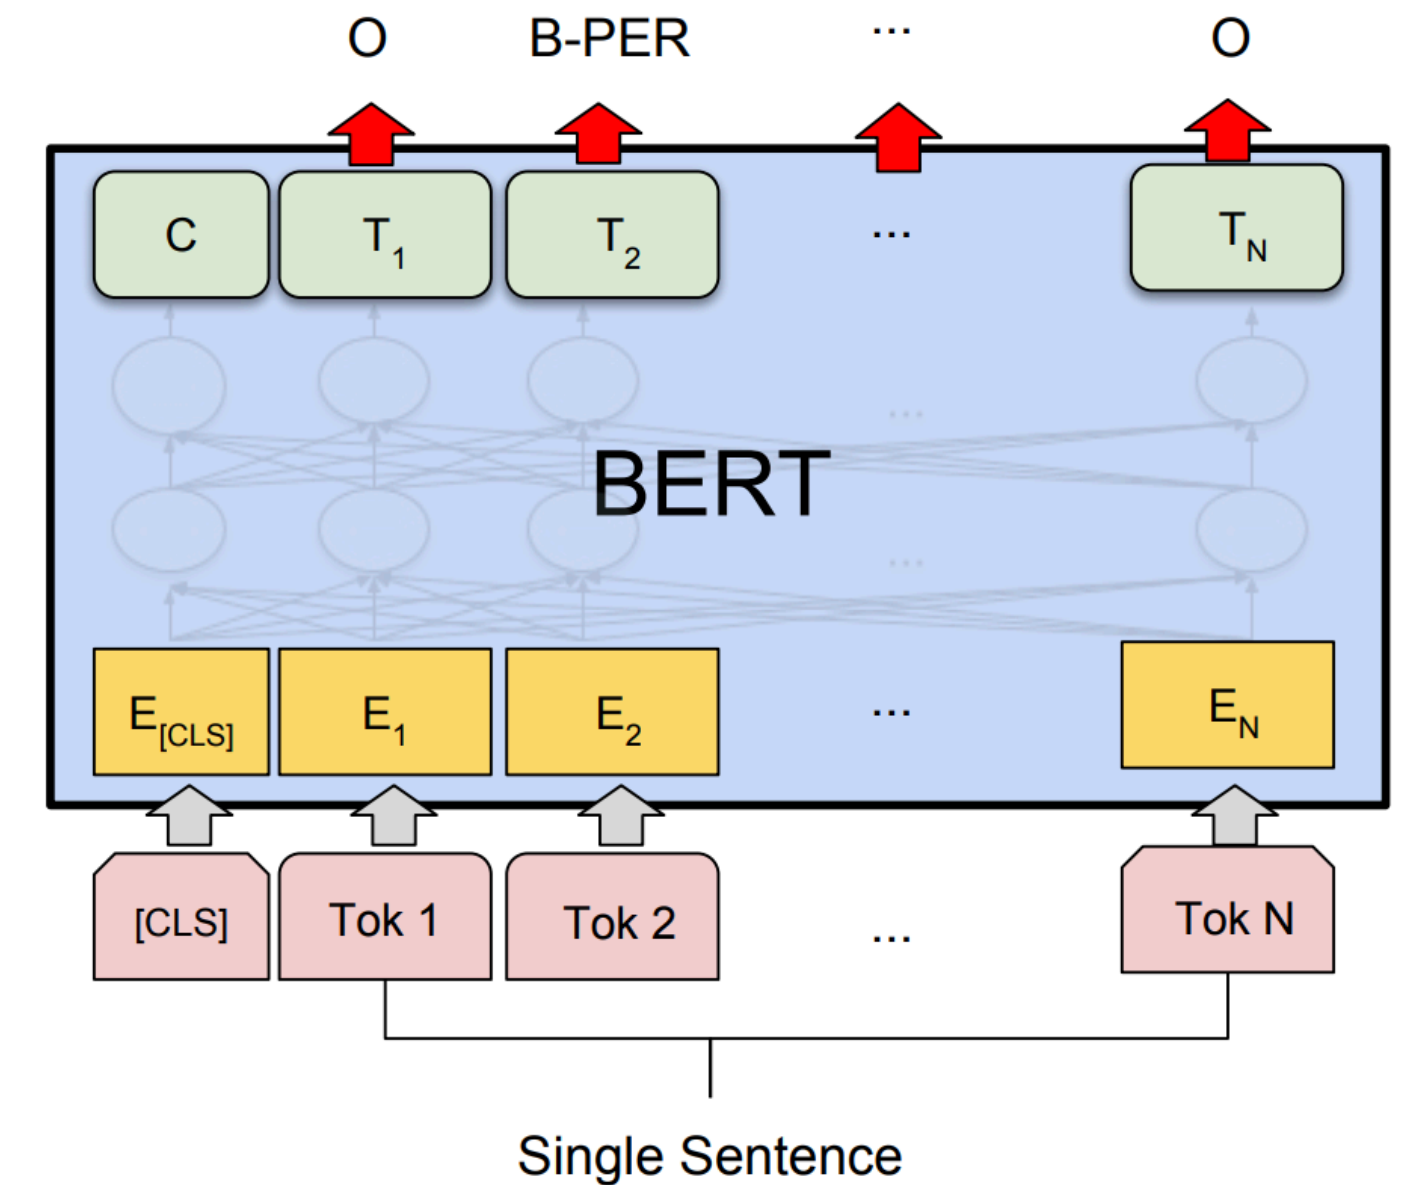 O B-PER ... O
C T1 T2 ... TN
...
BERT
...
E[CLS] E1 E2 ... EN
[CLS] Tok 1 Tok 2 ... Tok N
Single Sentence